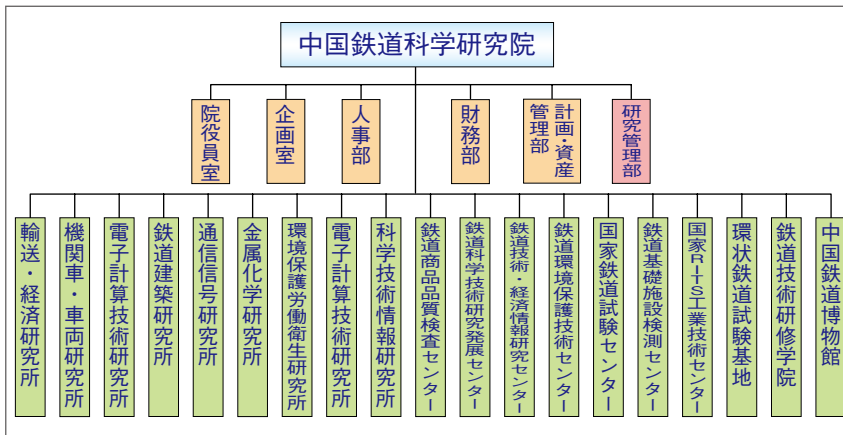 中国鉄道科学研究院
院役員室
企画室
人事部
財務部
計画・資産
管理部
研究管理部
輸送・経済研究所
機関車・車両研究所
電子計算技術研究所
鉄道建築研究所
通信信号研究所
金属化学研究所
環境保護労働衛生研究所
電子計算技術研究所
科学技術情報研究所
鉄道商品品質検査センター
鉄道科学技術研究発展センター
鉄道技術・経済情報研究センター
鉄道環境保護技術センター
国家鉄道試験センター
鉄道基礎施設検測センター
国家RITS工業技術センター
環状鉄道試験基地
鉄道技術研修学院
中国鉄道博物館